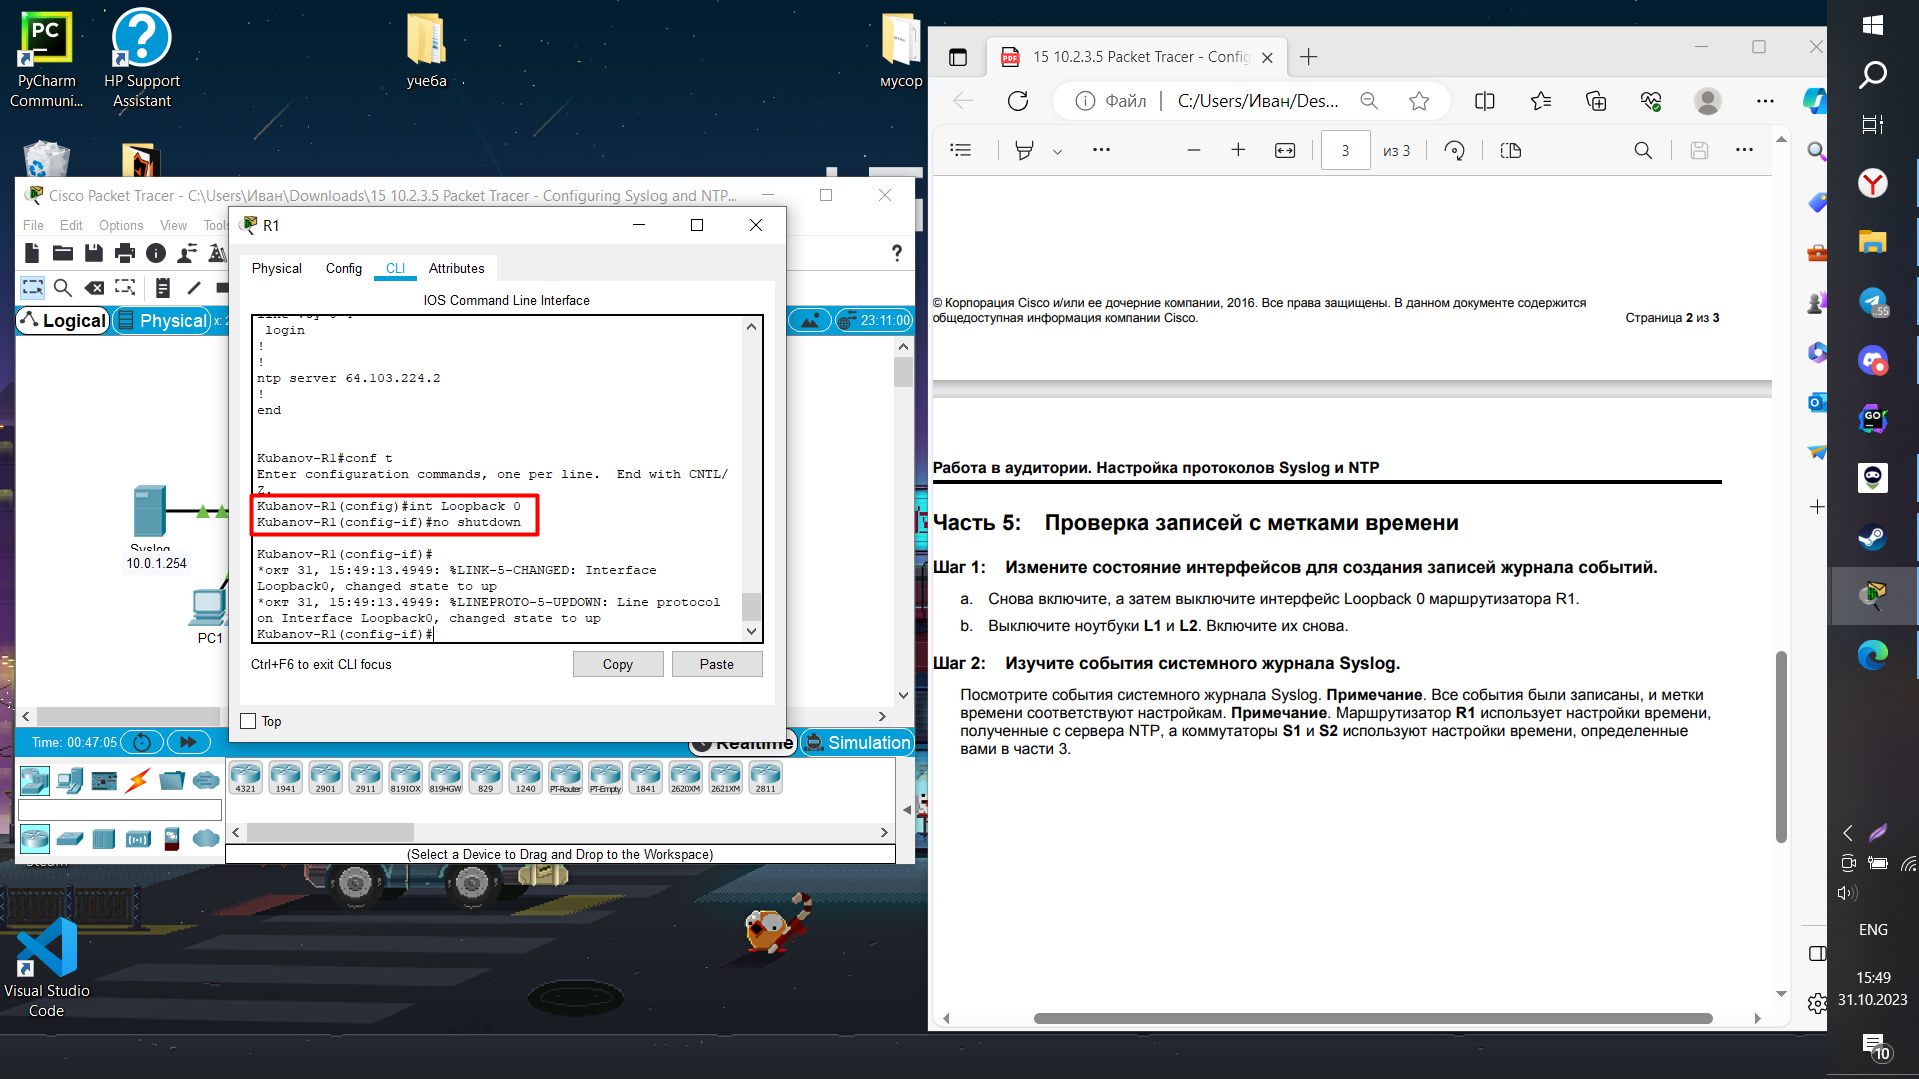 PyCharm
Communi...
HP Support
Assistant
учеба
мусор
Cisco Packet Tracer - C:\Users\Иван\Downloads\15 10.2.3.5 Packet Tracer - Configuring Syslog and NTP...
File Edit Options View Tools
R1
Physical Config CLI Attributes
IOS Command Line Interface
login
!
!
ntp server 64.103.224.2
!
end
Kubanov-R1#conf t
Enter configuration commands, one per line. End with CNTL/
Z.
Kubanov-R1(config)#int Loopback 0
Kubanov-R1(config-if)#no shutdown
Kubanov-R1(config-if)#
*окт 31, 15:49:13.4949: %LINK-5-CHANGED: Interface
Loopback0, changed state to up
*окт 31, 15:49:13.4949: %LINEPROTO-5-UPDOWN: Line protocol
on Interface Loopback0, changed state to up
Kubanov-R1(config-if)#
Ctrl+F6 to exit CLI focus
Copy Paste
Top
Logical Physical x: 2
23:11:00
Syslog
10.0.1.254
PC1
Time: 00:47:05
Realtime Simulation
4321 1941 2901 2911 819IOX 819HGW 829 1240 PT-Router PT-Empty 1841 2620XM 2621XM 2811
(Select a Device to Drag and Drop to the Workspace)
Steam
Visual Studio
Code
15 10.2.3.5 Packet Tracer - Config
Файл C:/Users/Иван/Des...
3 из 3
© Корпорация Cisco и/или ее дочерние компании, 2016. Все права защищены. В данном документе содержится
общедоступная информация компании Cisco. Страница 2 из 3
Работа в аудитории. Настройка протоколов Syslog и NTP
Часть 5: Проверка записей с метками времени
Шаг 1: Измените состояние интерфейсов для создания записей журнала событий.
a. Снова включите, а затем выключите интерфейс Loopback 0 маршрутизатора R1.
b. Выключите ноутбуки L1 и L2. Включите их снова.
Шаг 2: Изучите события системного журнала Syslog.
Посмотрите события системного журнала Syslog. Примечание. Все события были записаны, и метки
времени соответствуют настройкам. Примечание. Маршрутизатор R1 использует настройки времени,
полученные с сервера NTP, а коммутаторы S1 и S2 используют настройки времени, определенные
вами в части 3.
ENG
15:49
31.10.2023
10